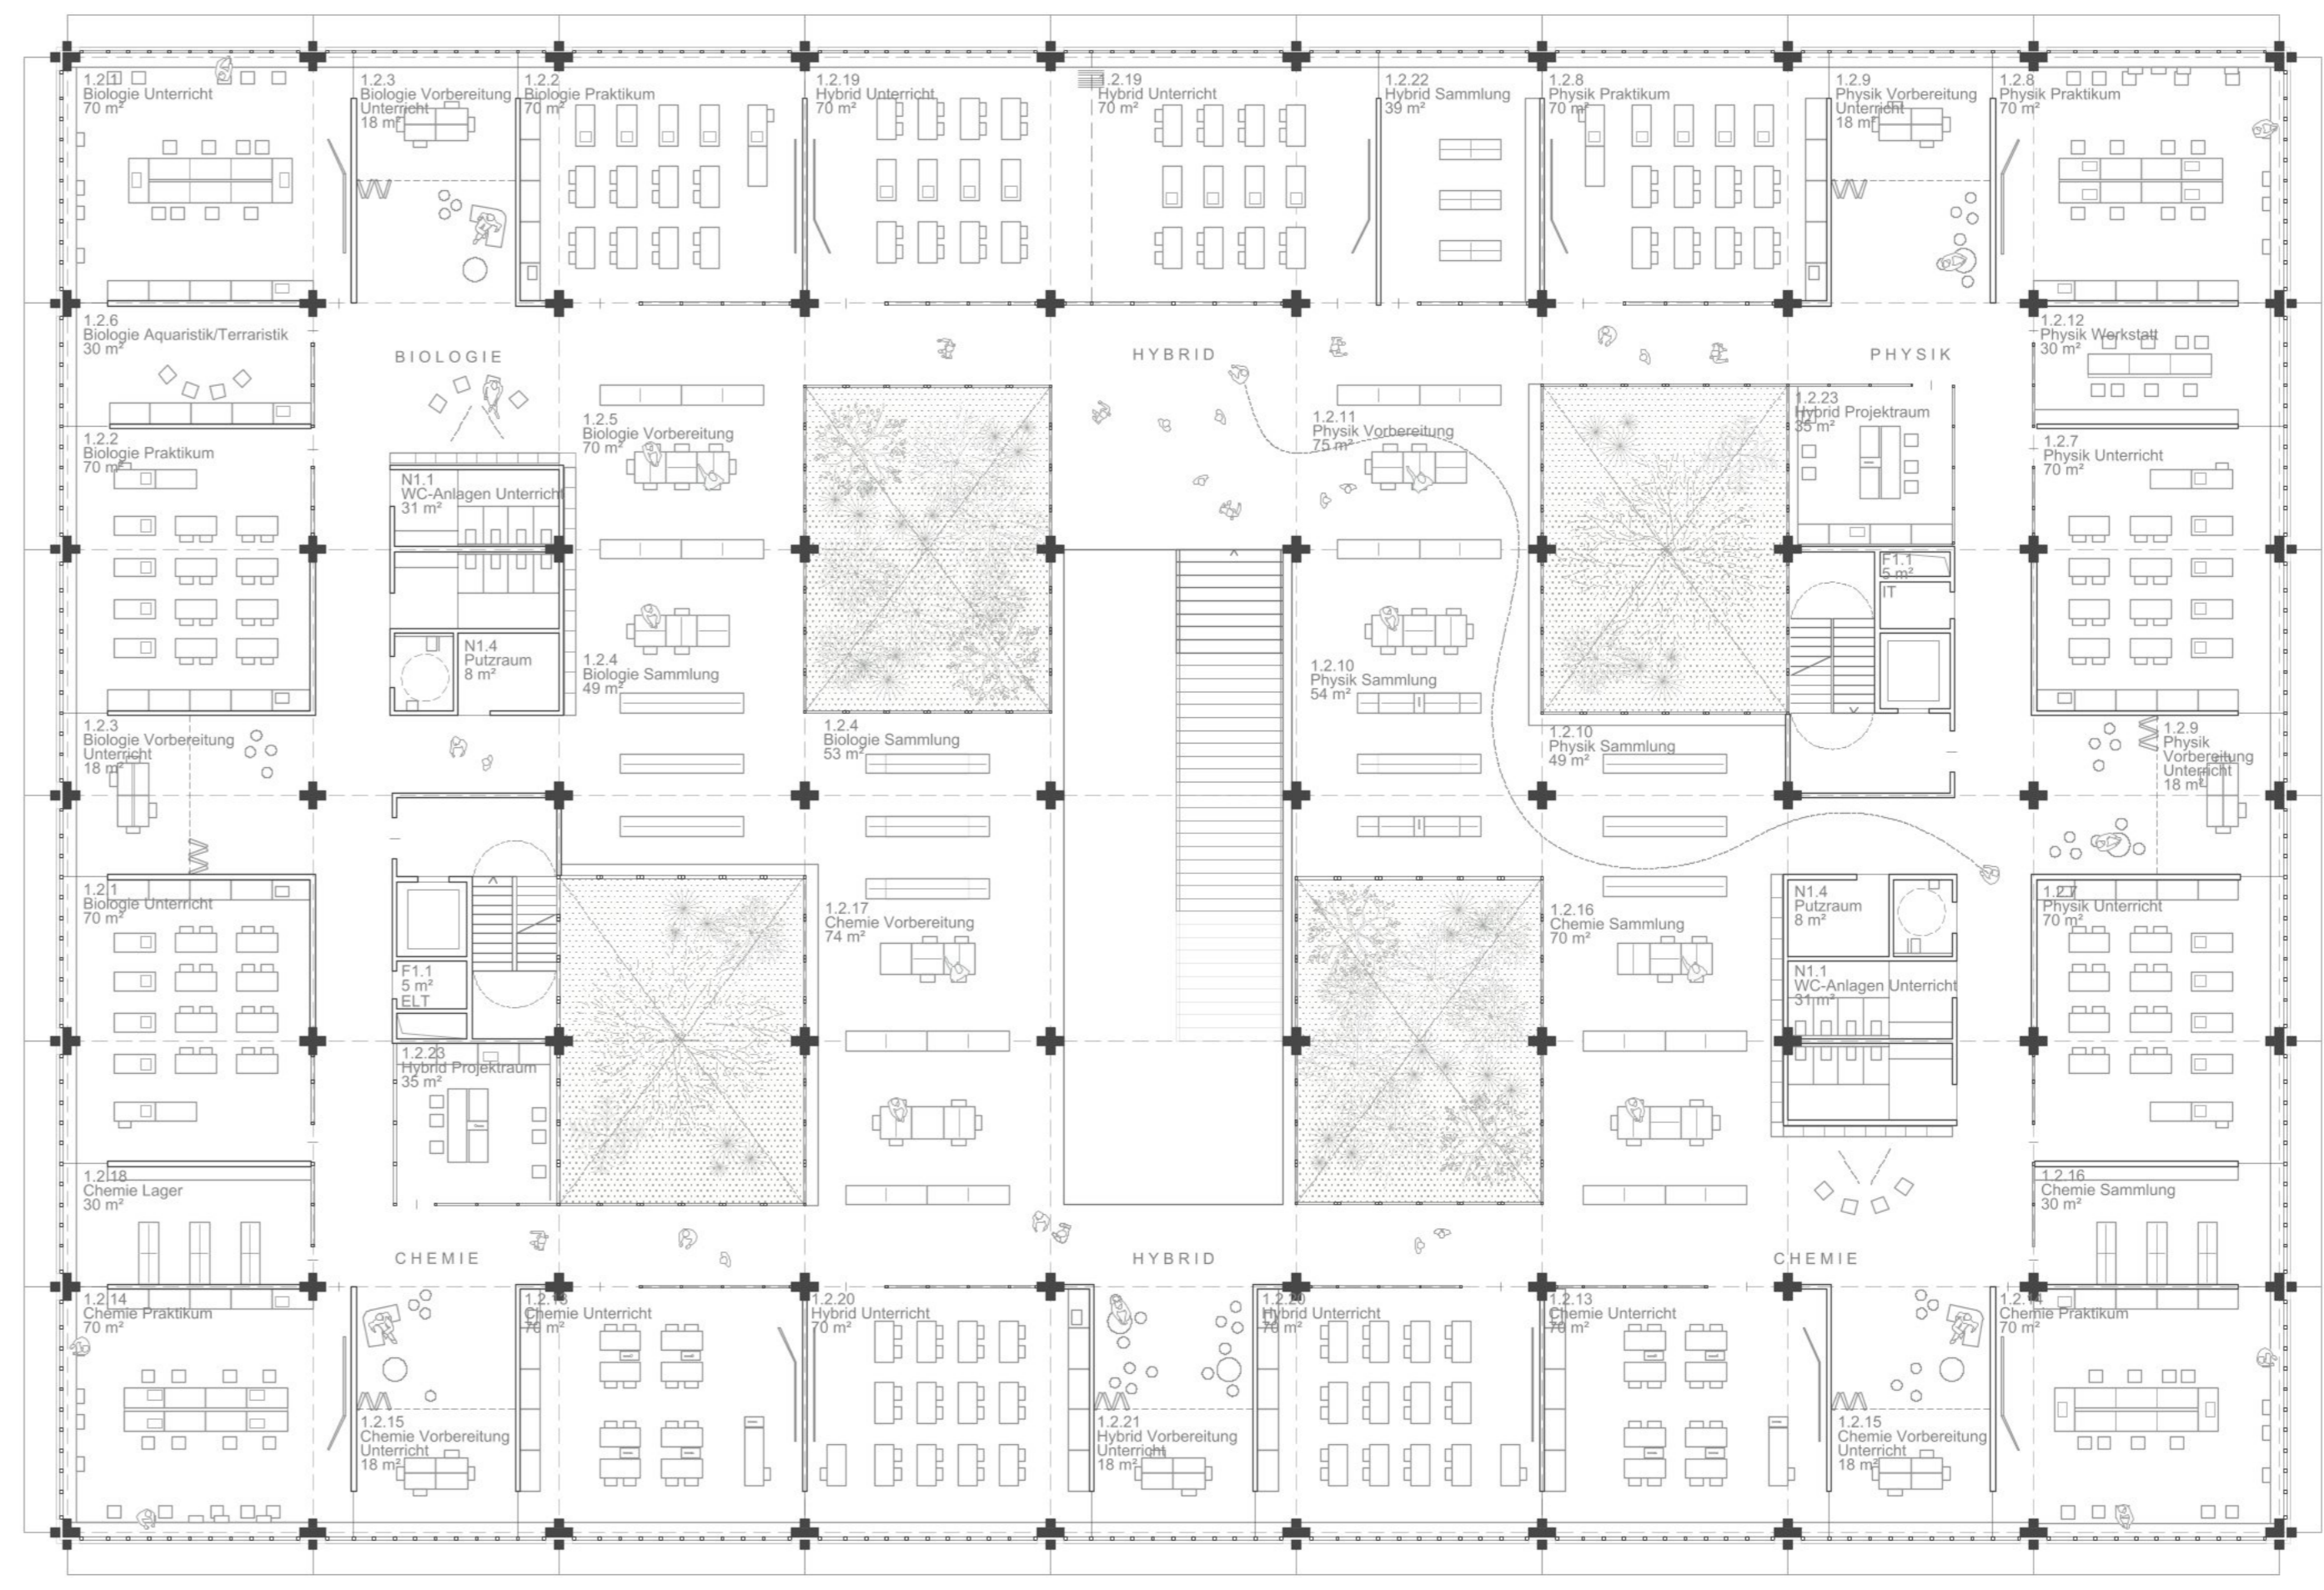 1.2.1
Biologie Unterricht
70 m²
1.2.3
Biologie Vorbereitung
Unterricht
18 m²
1.2.2
Biologie Praktikum
70 m²
1.2.19
Hybrid Unterricht
70 m²
1.2.19
Hybrid Unterricht
70 m²
1.2.22
Hybrid Sammlung
39 m²
1.2.8
Physik Praktikum
70 m²
1.2.9
Physik Vorbereitung
Unterricht
18 m²
1.2.8
Physik Praktikum
70 m²
1.2.6
Biologie Aquaristik/Terraristik
30 m²
BIOLOGIE
HYBRID
PHYSIK
1.2.12
Physik Werkstatt
30 m²
1.2.2
Biologie Praktikum
70 m²
N1.1
WC-Anlagen Unterricht
31 m²
1.2.5
Biologie Vorbereitung
70 m²
1.2.11
Physik Vorbereitung
75 m²
1.2.23
Hybrid Projektraum
35 m²
1.2.7
Physik Unterricht
70 m²
F1.1
5 m²
IT
N1.4
Putzraum
8 m²
1.2.4
Biologie Sammlung
49 m²
1.2.10
Physik Sammlung
54 m²
1.2.3
Biologie Vorbereitung
Unterricht
18 m²
1.2.4
Biologie Sammlung
53 m²
1.2.10
Physik Sammlung
49 m²
1.2.9
Physik
Vorbereitung
Unterricht
18 m²
1.2.1
Biologie Unterricht
70 m²
F1.1
5 m²
ELT
1.2.17
Chemie Vorbereitung
74 m²
1.2.16
Chemie Sammlung
70 m²
N1.4
Putzraum
8 m²
1.2.7
Physik Unterricht
70 m²
N1.1
WC-Anlagen Unterricht
31 m²
1.2.23
Hybrid Projektraum
35 m²
1.2.18
Chemie Lager
30 m²
1.2.16
Chemie Sammlung
30 m²
CHEMIE
HYBRID
CHEMIE
1.2.14
Chemie Praktikum
70 m²
1.2.13
Chemie Unterricht
70 m²
1.2.20
Hybrid Unterricht
70 m²
1.2.20
Hybrid Unterricht
70 m²
1.2.13
Chemie Unterricht
70 m²
1.2.14
Chemie Praktikum
70 m²
1.2.15
Chemie Vorbereitung
Unterricht
18 m²
1.2.21
Hybrid Vorbereitung
Unterricht
18 m²
1.2.15
Chemie Vorbereitung
Unterricht
18 m²